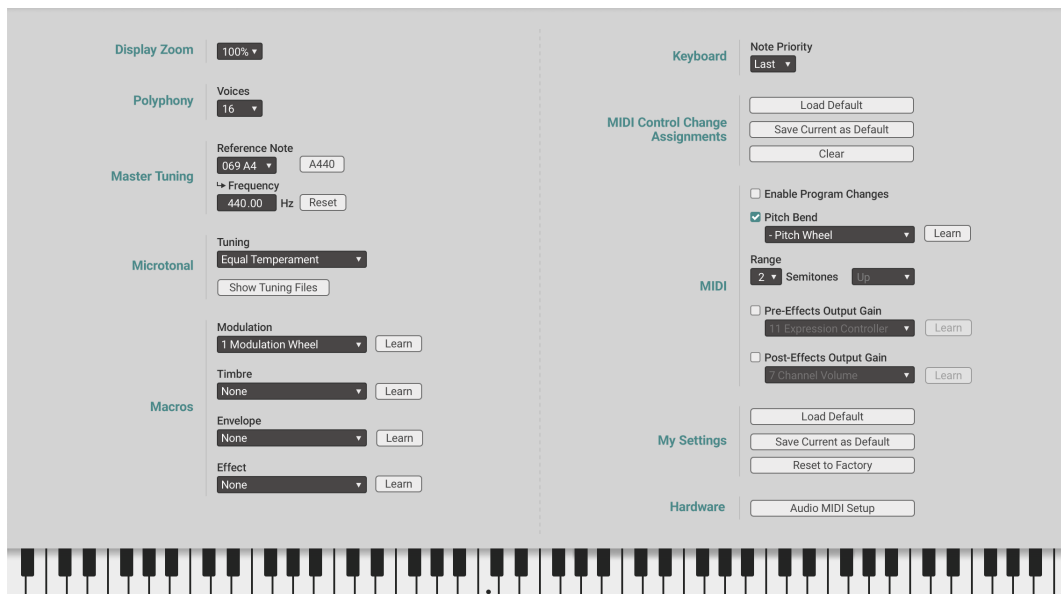 Display Zoom
100%
Polyphony
Voices
16
Master Tuning
Reference Note
069 A4
A440
Frequency
440.00 Hz
Reset
Microtonal
Tuning
Equal Temperament
Show Tuning Files
Macros
Modulation
1 Modulation Wheel
Learn
Timbre
None
Learn
Envelope
None
Learn
Effect
None
Learn
Keyboard
Note Priority
Last
MIDI Control Change
Assignments
Load Default
Save Current as Default
Clear
MIDI
Enable Program Changes
Pitch Bend
- Pitch Wheel
Learn
Range
2 Semitones
Up
Pre-Effects Output Gain
11 Expression Controller
Learn
Post-Effects Output Gain
7 Channel Volume
Learn
My Settings
Load Default
Save Current as Default
Reset to Factory
Hardware
Audio MIDI Setup